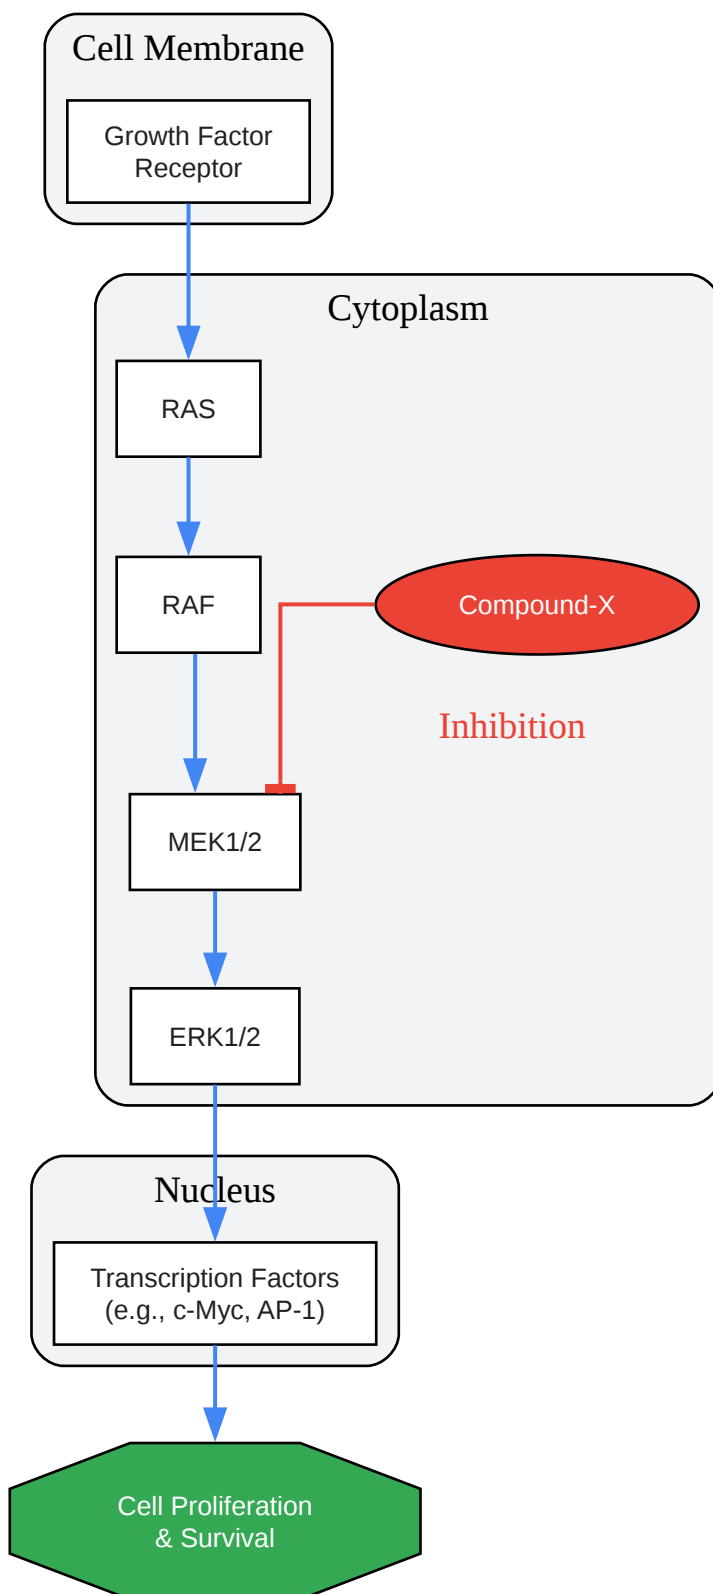 Cell Membrane
Growth Factor
Receptor
Cytoplasm
RAS
RAF
Compound-X
Inhibition
MEK1/2
ERK1/2
Nucleus
Transcription Factors
(e.g., c-Myc, AP-1)
Cell Proliferation
& Survival